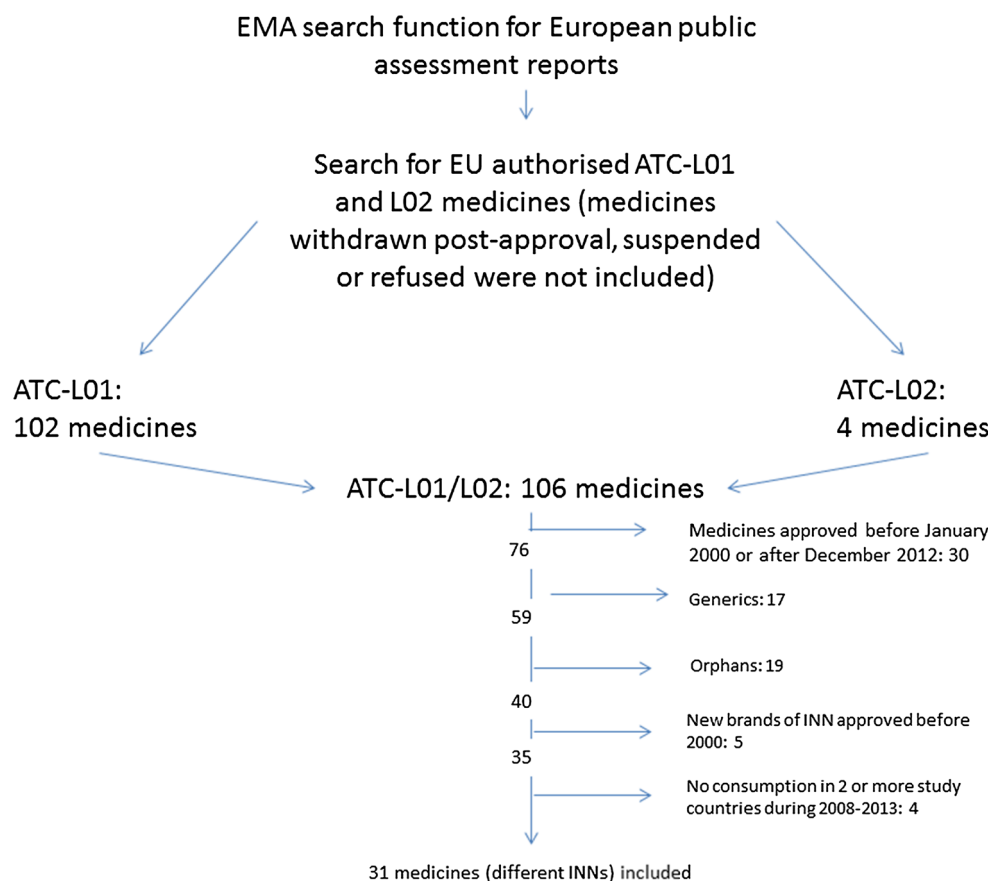 EMA search function for European public
assessment reports
Search for EU authorised ATC-L01
and L02 medicines (medicines
withdrawn post-approval, suspended
or refused were not included)
ATC-L01:
102 medicines
ATC-L02:
4 medicines
ATC-L01/L02: 106 medicines
Medicines approved before January
2000 or after December 2012: 30
76
Generics: 17
59
Orphans: 19
40
New brands of INN approved before
2000: 5
35
No consumption in 2 or more study
countries during 2008-2013: 4
31 medicines (different INNs) included